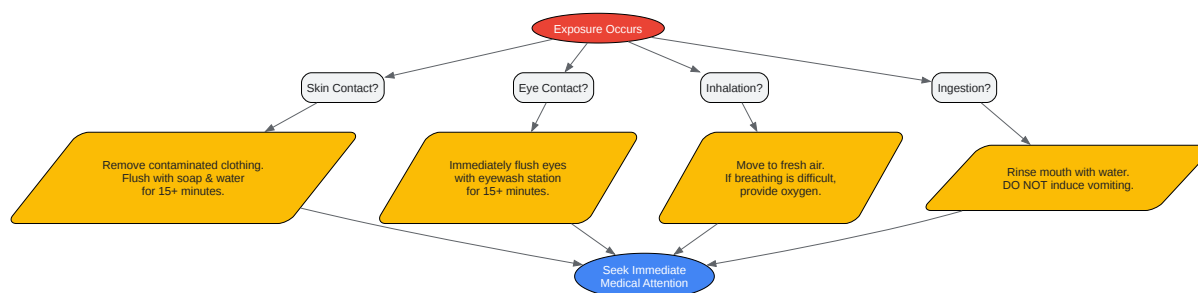 Exposure Occurs
Skin Contact?
Eye Contact?
Inhalation?
Ingestion?
Remove contaminated clothing.
Flush with soap & water
for 15+ minutes.
Immediately flush eyes
with eyewash station
for 15+ minutes.
Move to fresh air.
If breathing is difficult,
provide oxygen.
Rinse mouth with water.
DO NOT induce vomiting.
Seek Immediate
Medical Attention